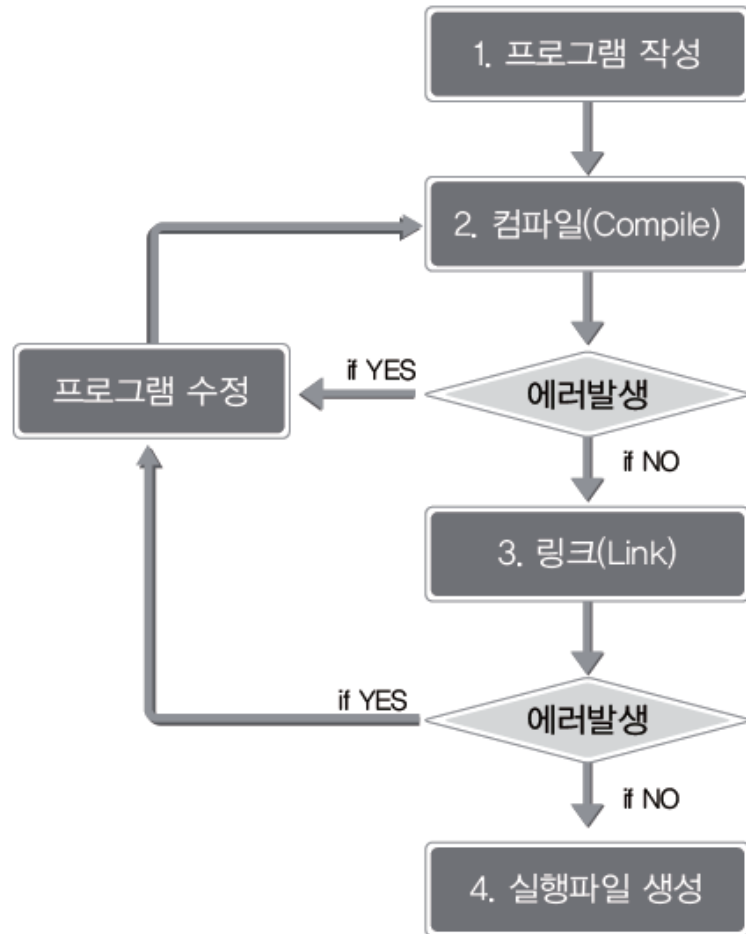 1. 프로그램 작성
2. 컴파일(Compile)
if YES
에러발생
프로그램 수정
if NO
3. 링크(Link)
if YES
에러발생
if NO
4. 실행파일 생성